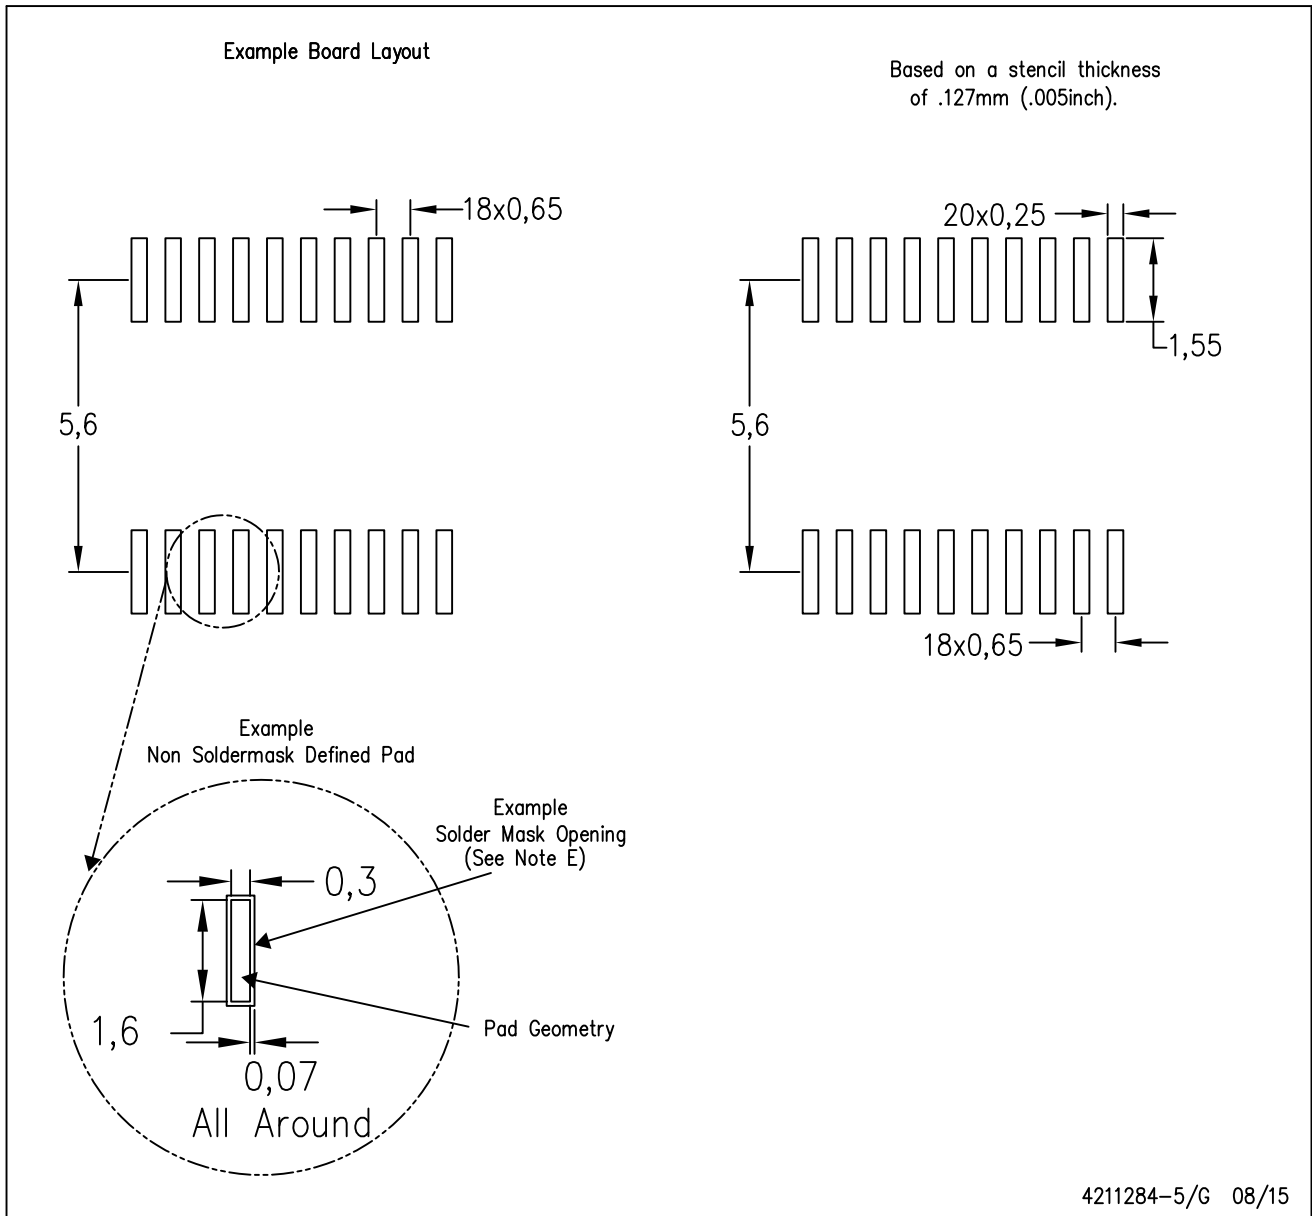 Example Board Layout
Based on a stencil thickness
of .127mm (.005inch).
18x0,65
20x0,25
1,55
5,6
5,6
18x0,65
Example
Non Soldermask Defined Pad
Example
Solder Mask Opening
(See Note E)
0,3
1,6
Pad Geometry
0,07
All Around
4211284-5/G 08/15